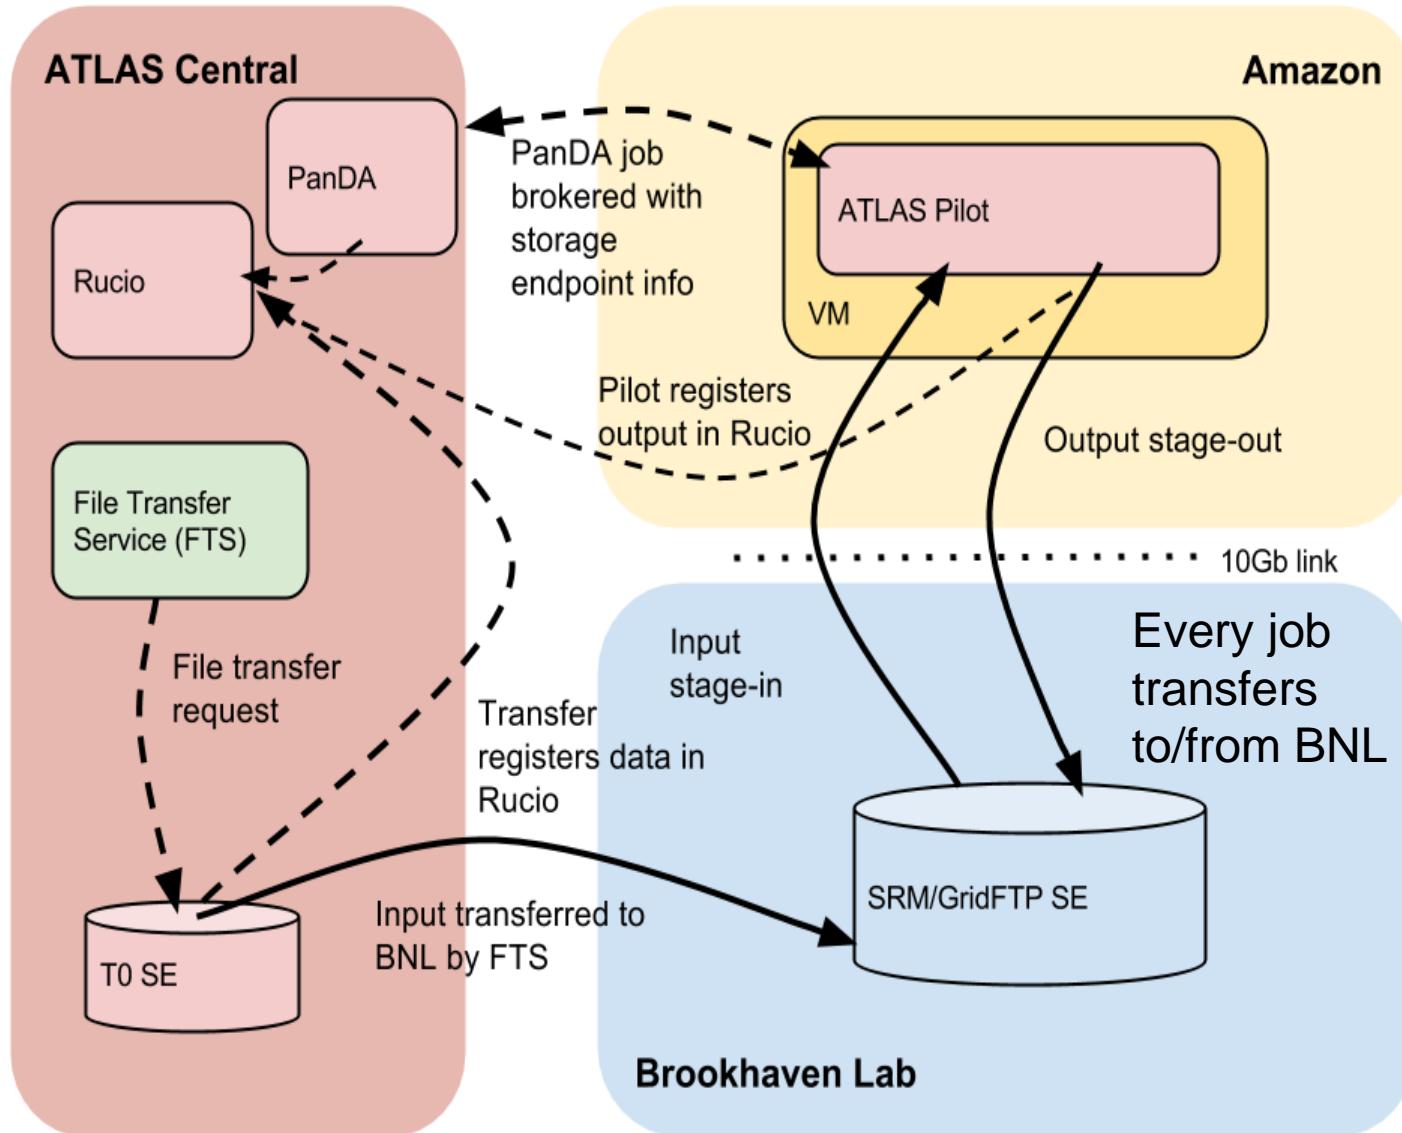 ATLAS Central
Amazon
PanDA
PanDA job
brokered with
storage
endpoint info
ATLAS Pilot
Rucio
VM
Pilot registers
output in Rucio
Output stage-out
File Transfer
Service (FTS)
10Gb link
Every job
transfers
to/from BNL
Input
stage-in
File transfer
request
Transfer
registers data in
Rucio
SRM/GridFTP SE
Input transferred to
BNL by FTS
T0 SE
Brookhaven Lab